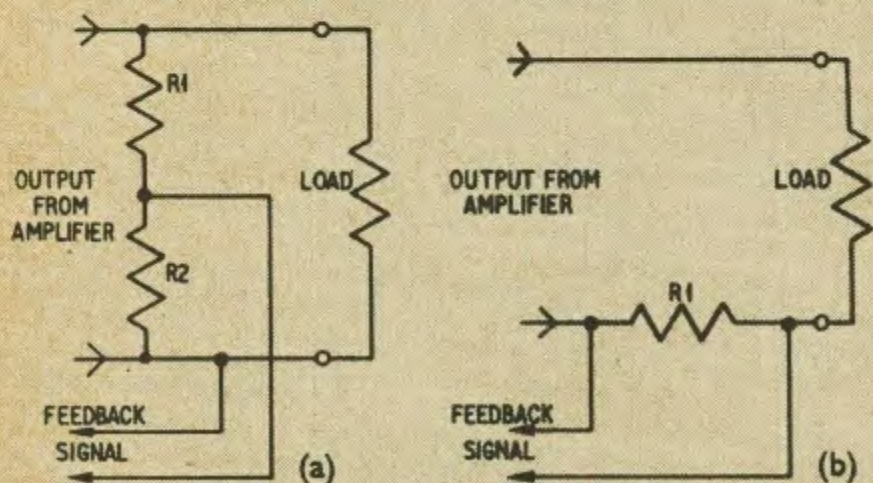 R1
OUTPUT
FROM
AMPLIFIER
R2
LOAD
FEEDBACK
SIGNAL
(a)
OUTPUT FROM
AMPLIFIER
LOAD
R1
FEEDBACK
SIGNAL
(b)